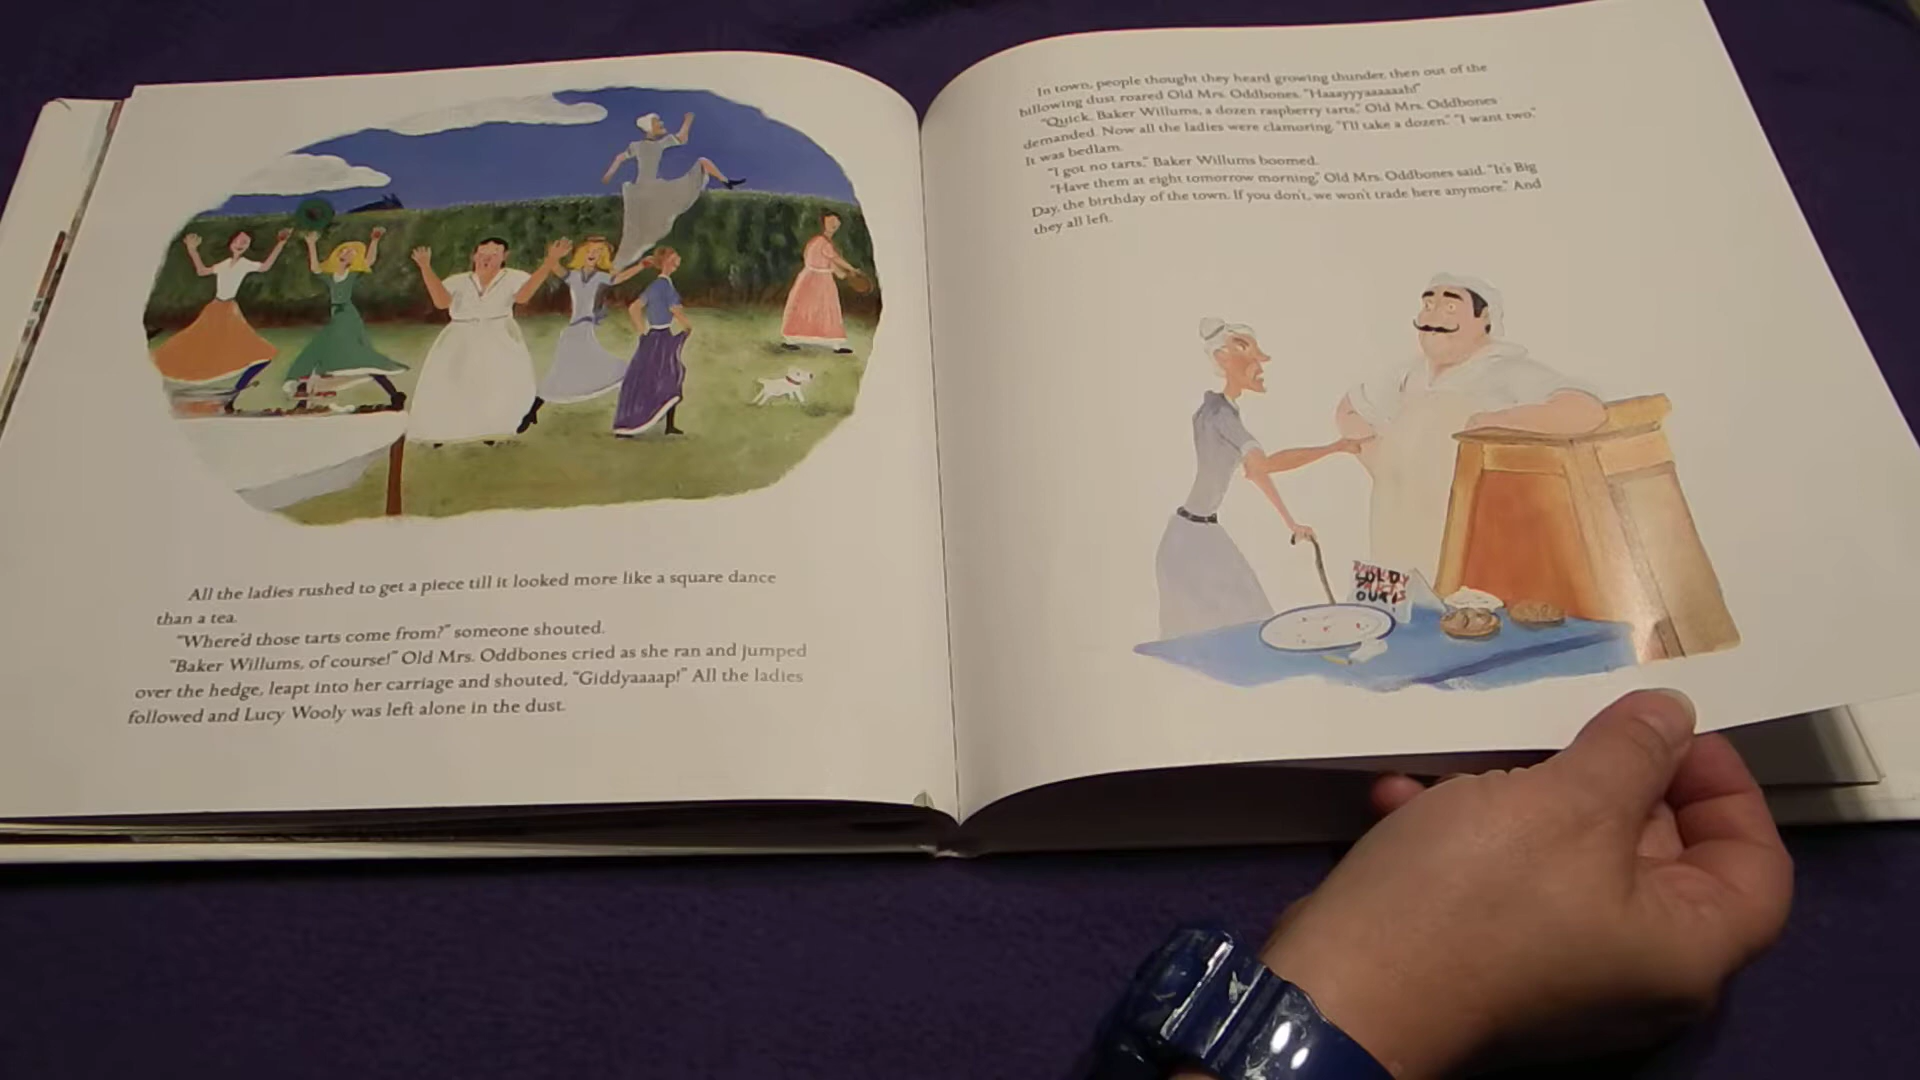 All the ladies rushed to get a piece till it looked more like a square dance
than a tea.
"Where'd those tarts come from?" someone shouted.
"Baker Willums, of course!" Old Mrs. Oddbones cried as she ran and jumped
over the hedge, leapt into her carriage and shouted, "Giddyaaaap!" All the ladies
followed and Lucy Wooly was left alone in the dust.
In town, people thought they heard growing thunder, then out of the
billowing dust roared Old Mrs. Oddbones. "Haaayyyaaaaaah!"
"Quick, Baker Willums, a dozen raspberry tarts," Old Mrs. Oddbones
demanded. Now all the ladies were clamoring, "I'll take a dozen." "I want two."
It was bedlam.
"I got no tarts," Baker Willums boomed.
"Have them at eight tomorrow morning," Old Mrs. Oddbones said. "It's Big
Day, the birthday of the town. If you don't, we won't trade here anymore." And
they all left.
SOLD
OUT